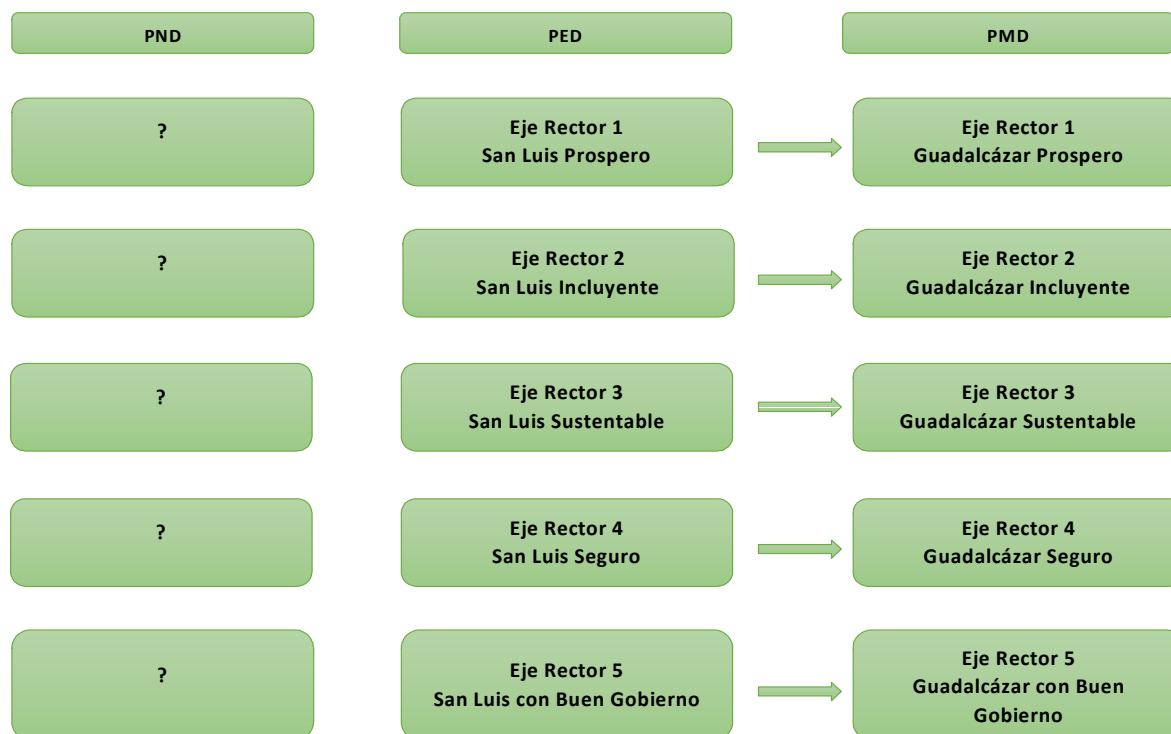 PND
PED
PMD
?
Eje Rector 1
San Luis Prospero
Eje Rector 1
Guadalcázar Prospero
?
Eje Rector 2
San Luis Incluyente
Eje Rector 2
Guadalcázar Incluyente
?
Eje Rector 3
San Luis Sustentable
Eje Rector 3
Guadalcázar Sustentable
?
Eje Rector 4
San Luis Seguro
Eje Rector 4
Guadalcázar Seguro
?
Eje Rector 5
San Luis con Buen Gobierno
Eje Rector 5
Guadalcázar con Buen
Gobierno